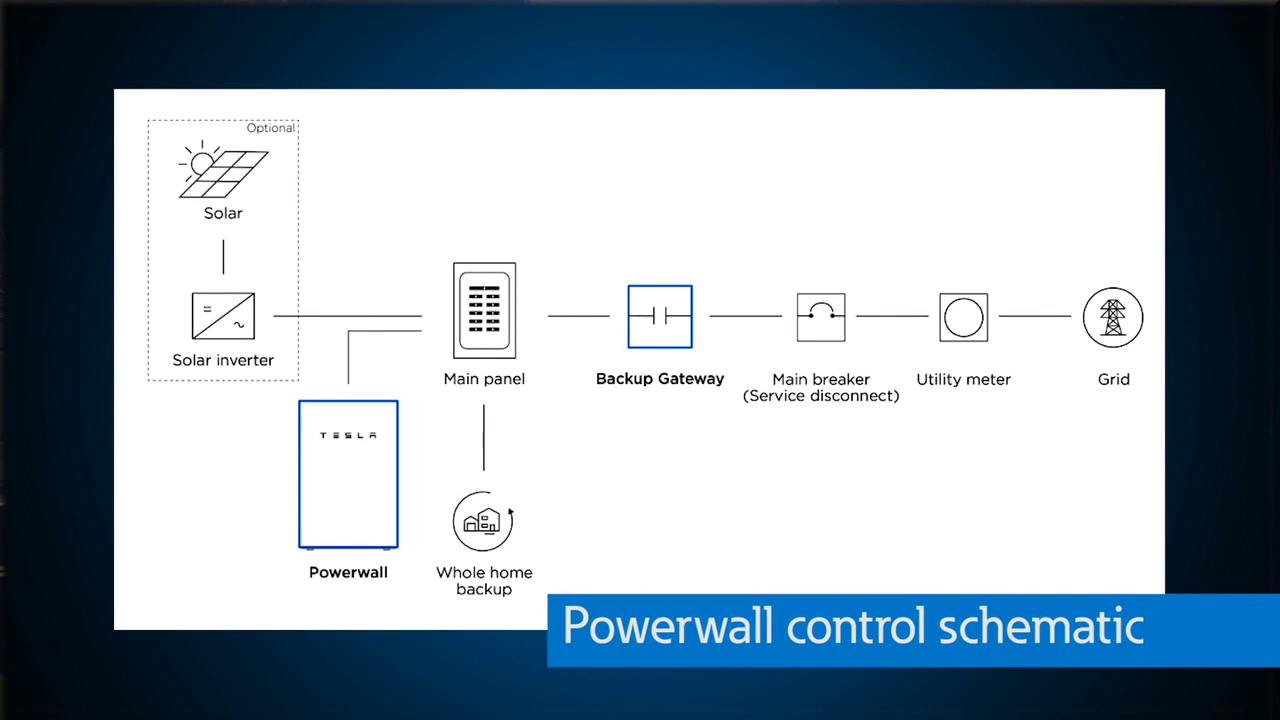 Optional
Solar
Solar inverter
TESLA
Powerwall
Main panel
Whole home
backup
Backup Gateway
Main breaker
(Service disconnect)
Utility meter
Grid
Powerwall control schematic